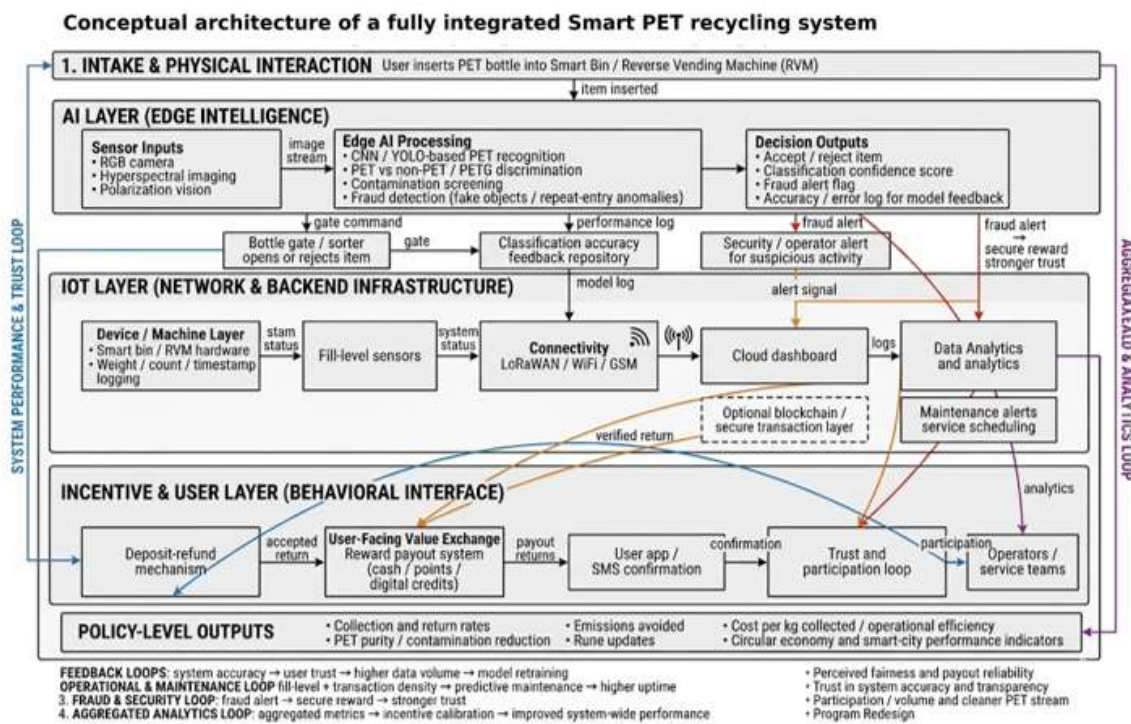 Conceptual architecture of a fully integrated Smart PET recycling system
1. INTAKE & PHYSICAL INTERACTION User inserts PET bottle into Smart Bin / Reverse Vending Machine (RVM)
item inserted
AI LAYER (EDGE INTELLIGENCE)
Sensor Inputs
• RGB camera
• Hyperspectral imaging
• Polarization vision
image
stream
Edge AI Processing
• CNN / YOLO-based PET recognition
• PET vs non-PET / PETG discrimination
• Contamination screening
• Fraud detection (fake objects / repeat-entry anomalies)
Decision Outputs
• Accept / reject item
• Classification confidence score
• Fraud alert flag
• Accuracy / error log for model feedback
gate command
performance log
fraud alert
fraud alert
→
secure reward
stronger trust
Bottle gate / sorter
opens or rejects item
gate
Classification accuracy
feedback repository
Security / operator alert
for suspicious activity
IOT LAYER (NETWORK & BACKEND INFRASTRUCTURE)
model log
alert signal
Device / Machine Layer
• Smart bin / RVM hardware
• Weight / count / timestamp
logging
stam
status
Fill-level sensors
system
status
Connectivity
LoRaWAN / WiFi / GSM
Cloud dashboard
logs
Data Analytics
and analytics
Optional blockchain /
secure transaction layer
Maintenance alerts
service scheduling
verified return
INCENTIVE & USER LAYER (BEHAVIORAL INTERFACE)
analytics
Deposit-refund
mechanism
accepted
return
User-Facing Value Exchange
Reward payout system
(cash / points /
digital credits)
payout
returns
User app /
SMS confirmation
confirmation
Trust and
participation loop
participation
Operators /
service teams
POLICY-LEVEL OUTPUTS
• Collection and return rates
• PET purity / contamination reduction
• Emissions avoided
• Rune updates
• Cost per kg collected / operational efficiency
• Circular economy and smart-city performance indicators
SYSTEM PERFORMANCE & TRUST LOOP
& ANALYTICS LOOP
FEEDBACK LOOPS: system accuracy → user trust → higher data volume → model retraining
OPERATIONAL & MAINTENANCE LOOP fill-level + transaction density → predictive maintenance → higher uptime
3. FRAUD & SECURITY LOOP: fraud alert → secure reward → stronger trust
4. AGGREGATED ANALYTICS LOOP: aggregated metrics → incentive calibration → improved system-wide performance
• Perceived fairness and payout reliability
• Trust in system accuracy and transparency
• Participation / volume and cleaner PET stream
• Program Redesign